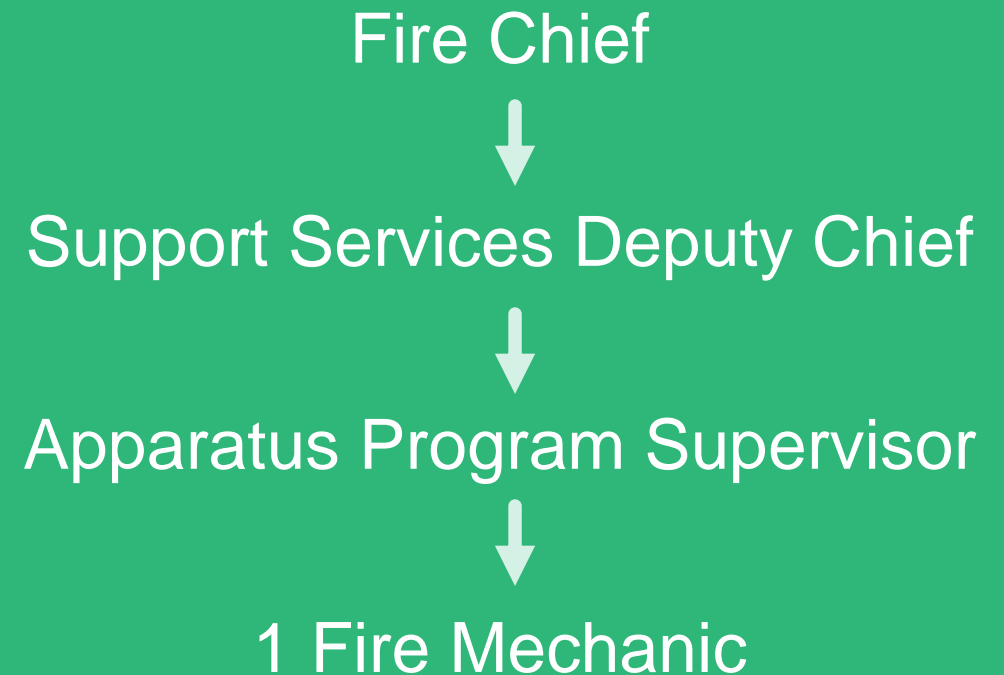 Fire Chief
Support Services Deputy Chief
Apparatus Program Supervisor
1 Fire Mechanic